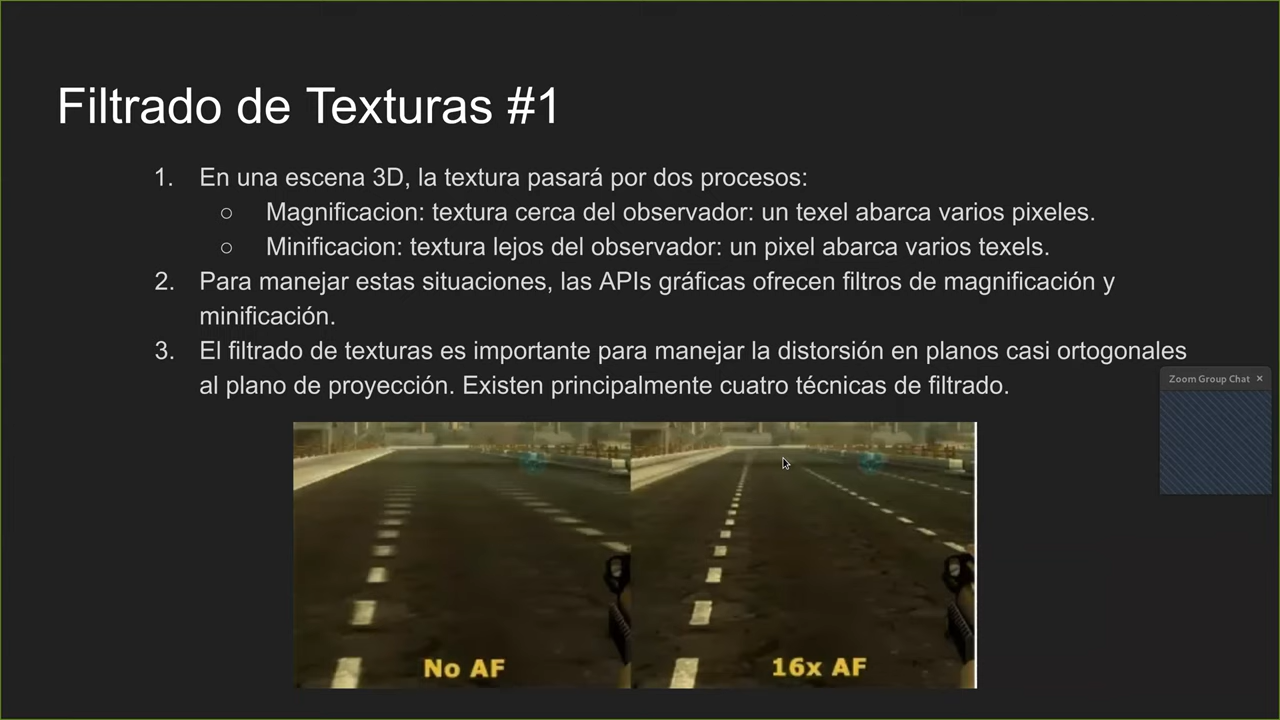 Filtrado de Texturas #1
1. En una escena 3D, la textura pasará por dos procesos:
○ Magnificacion: textura cerca del observador: un texel abarca varios pixeles.
○ Minificacion: textura lejos del observador: un pixel abarca varios texels.
2. Para manejar estas situaciones, las APIs gráficas ofrecen filtros de magnificación y
minificación.
3. El filtrado de texturas es importante para manejar la distorsión en planos casi ortogonales
al plano de proyección. Existen principalmente cuatro técnicas de filtrado.
Zoom Group Chat ×
No AF
16x AF